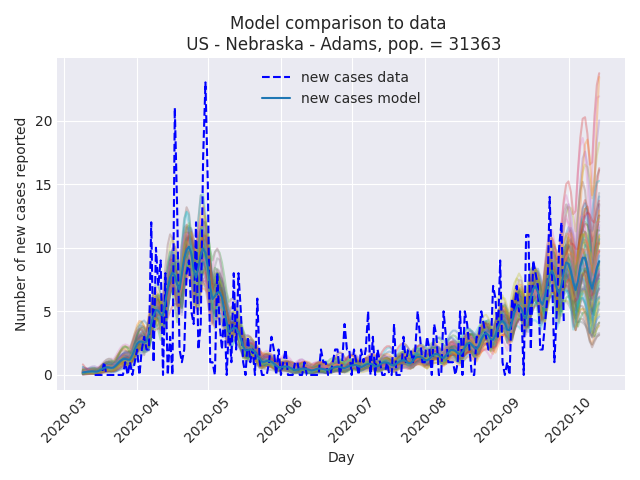 Model comparison to data
US - Nebraska - Adams, pop. = 31363
new cases data
new cases model
Number of new cases reported
20
15
10
5
0
2020-03
2020-04
2020-05
2020-06
2020-07
2020-08
2020-09
2020-10
Day